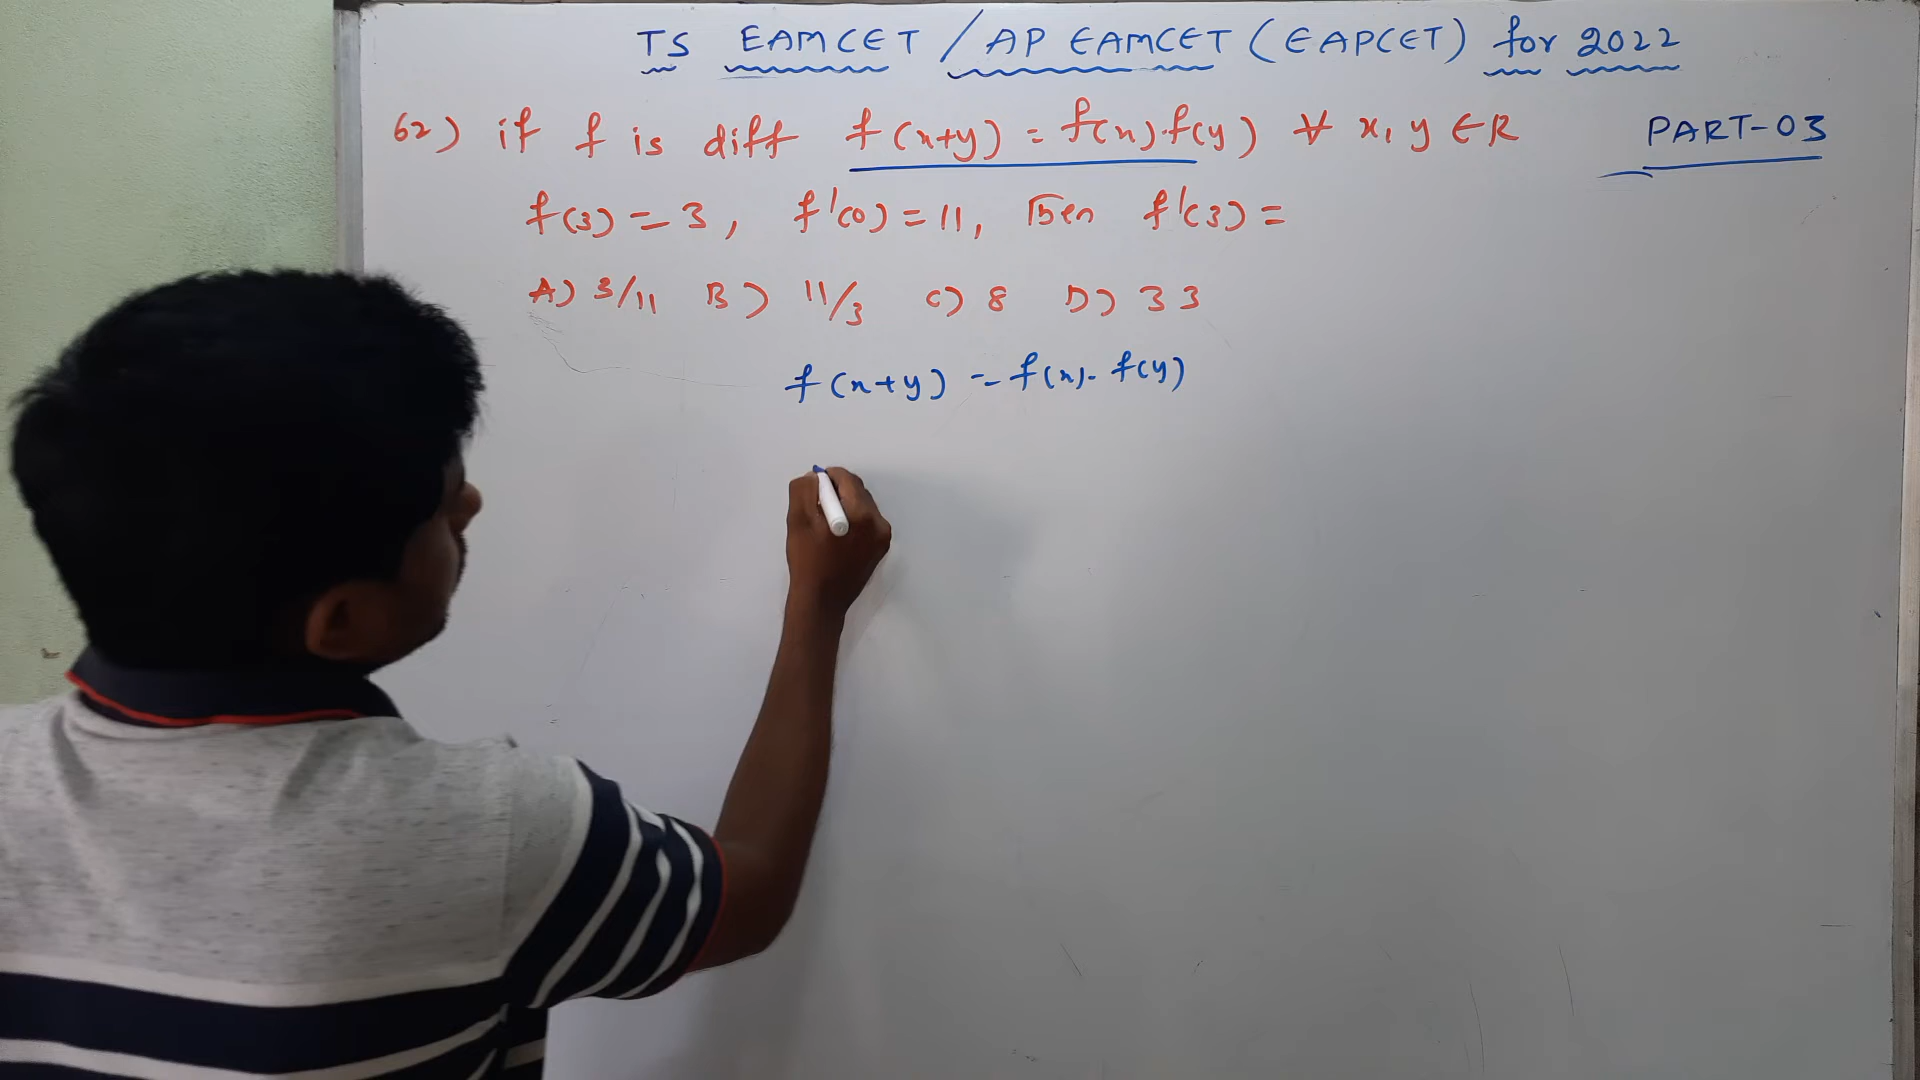 TS EAMCET / AP EAMCET (EAPCET) for 2022
62) if f is diff f(x+y) = f(x).f(y) ∀ x, y ∈ R PART-03
f(3) = 3, f'(0) = 11, then f'(3) =
A) 3/11 B) 11/3 C) 8 D) 33
f(x+y) = f(x). f(y)